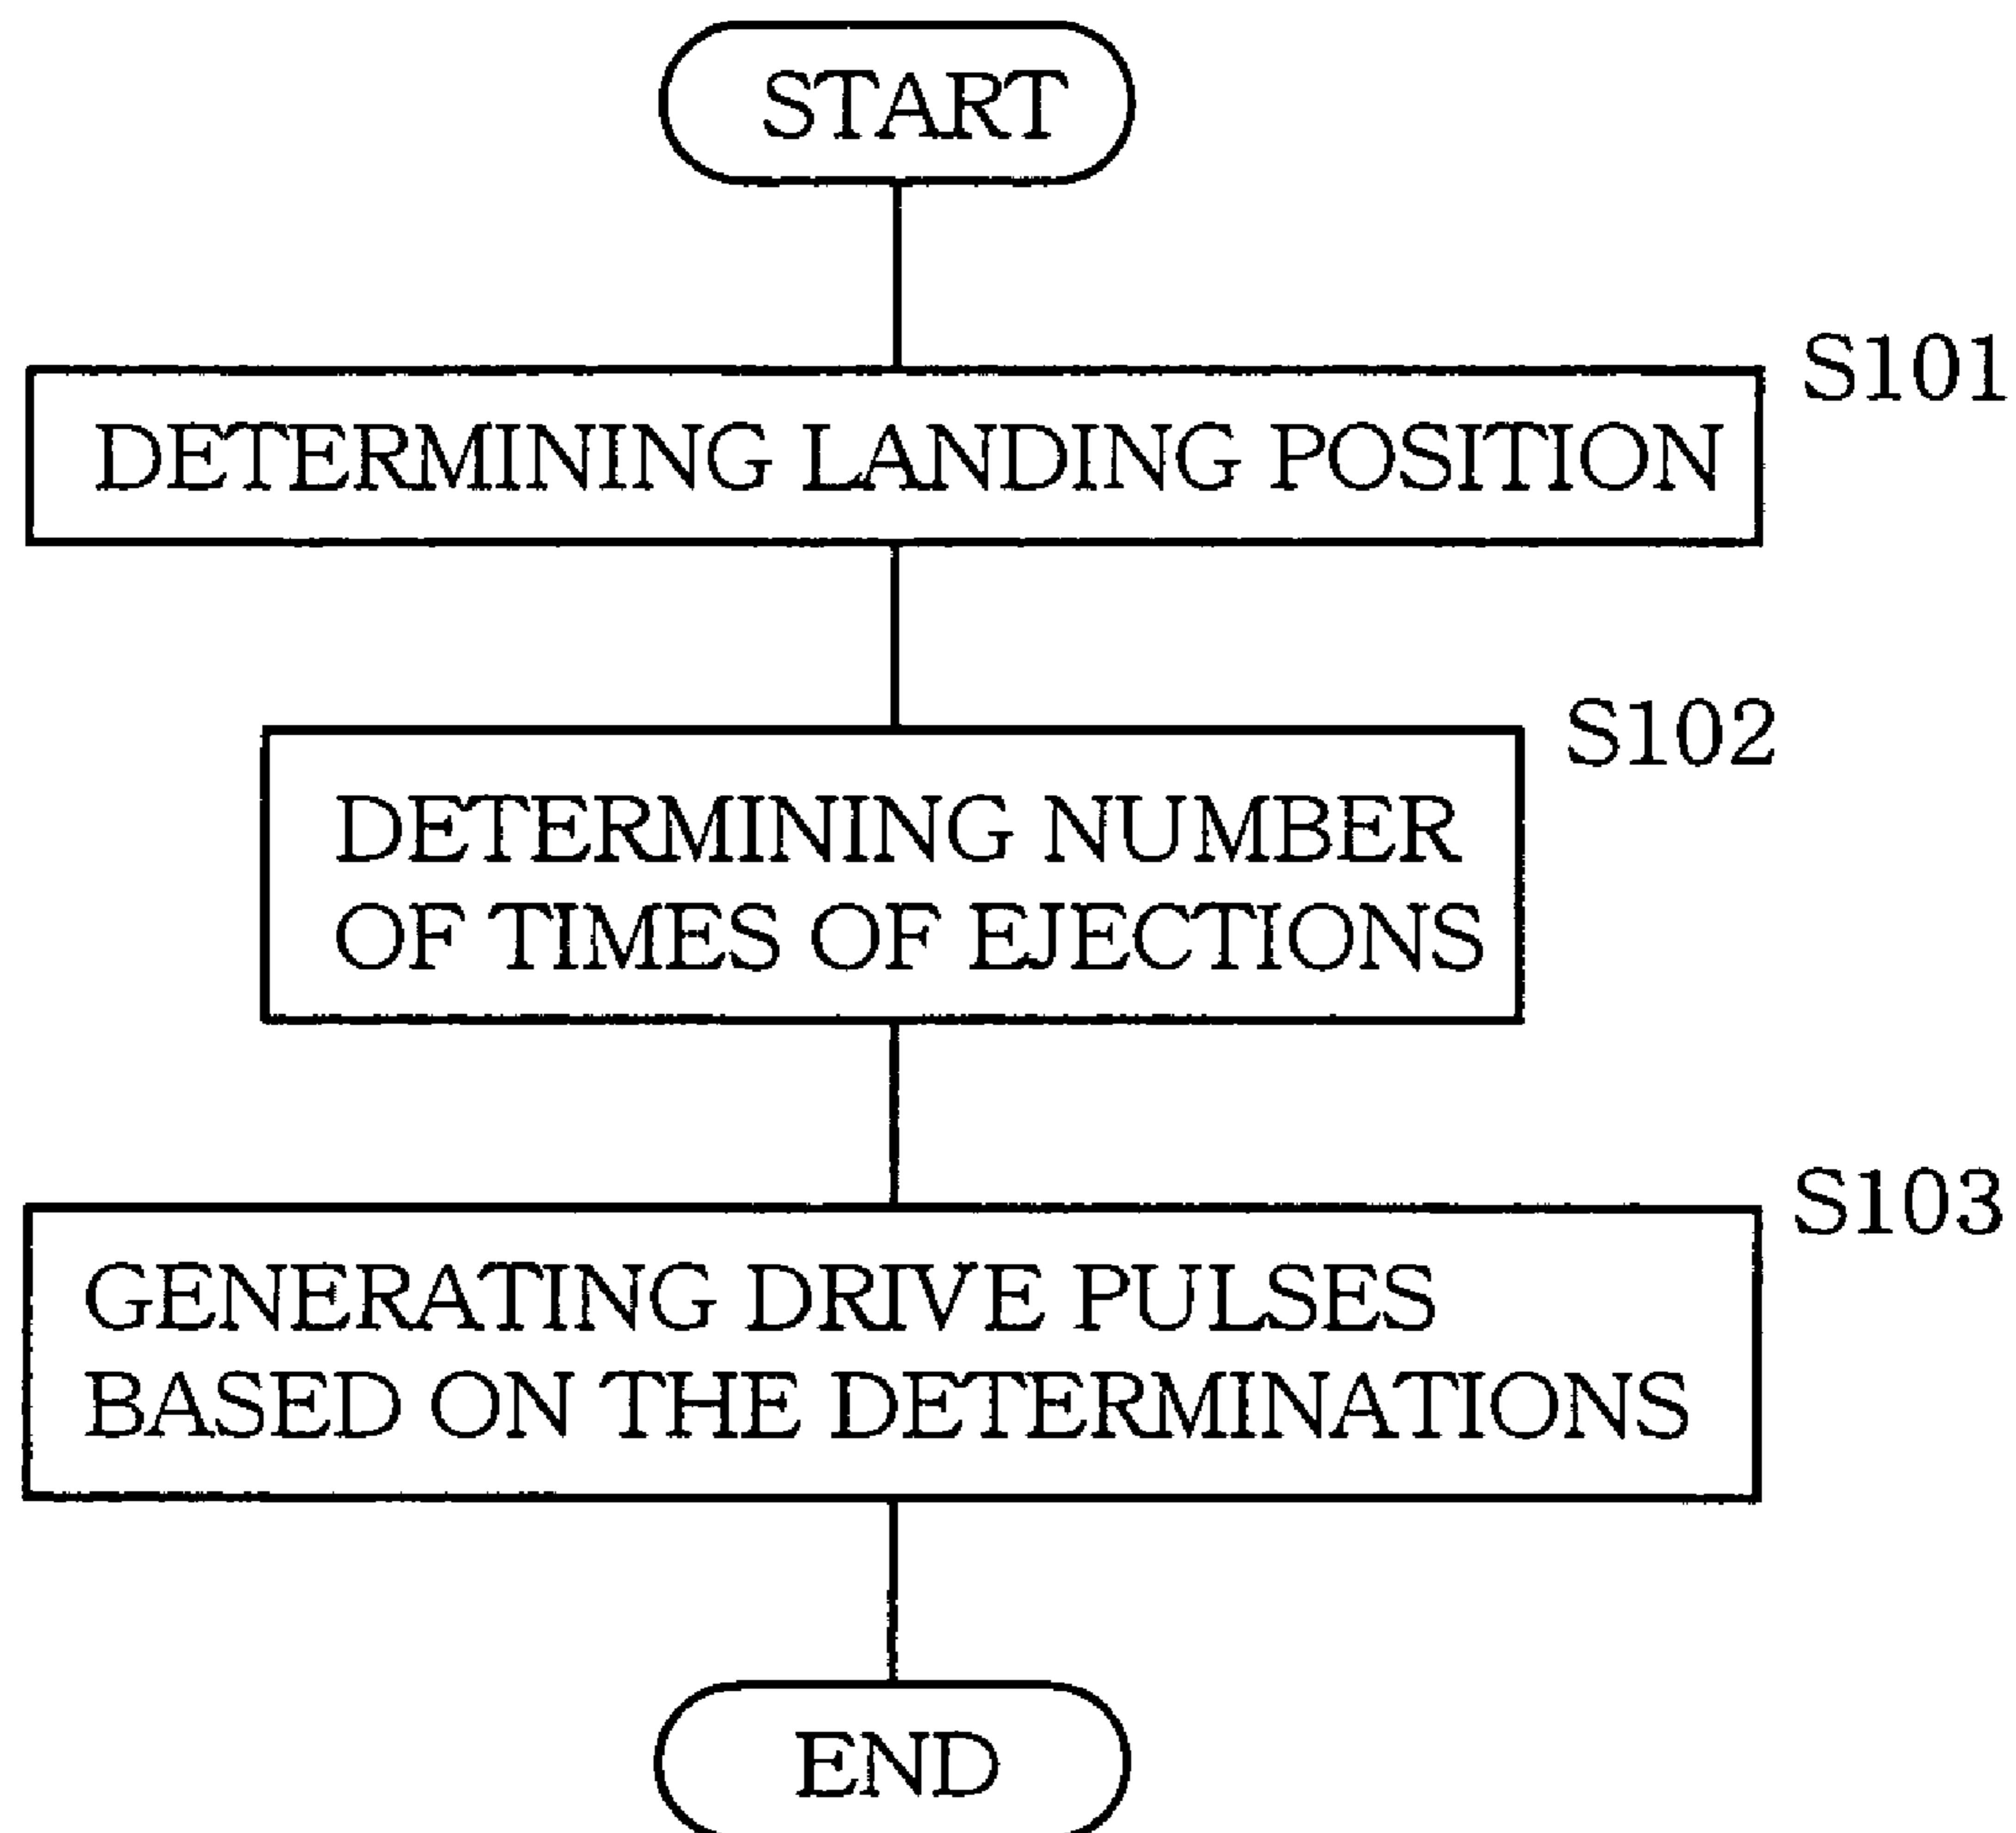 START
S101
DETERMINING LANDING POSITION
S102
DETERMINING NUMBER
OF TIMES OF EJECTIONS
S103
GENERATING DRIVE PULSES
BASED ON THE DETERMINATIONS
END